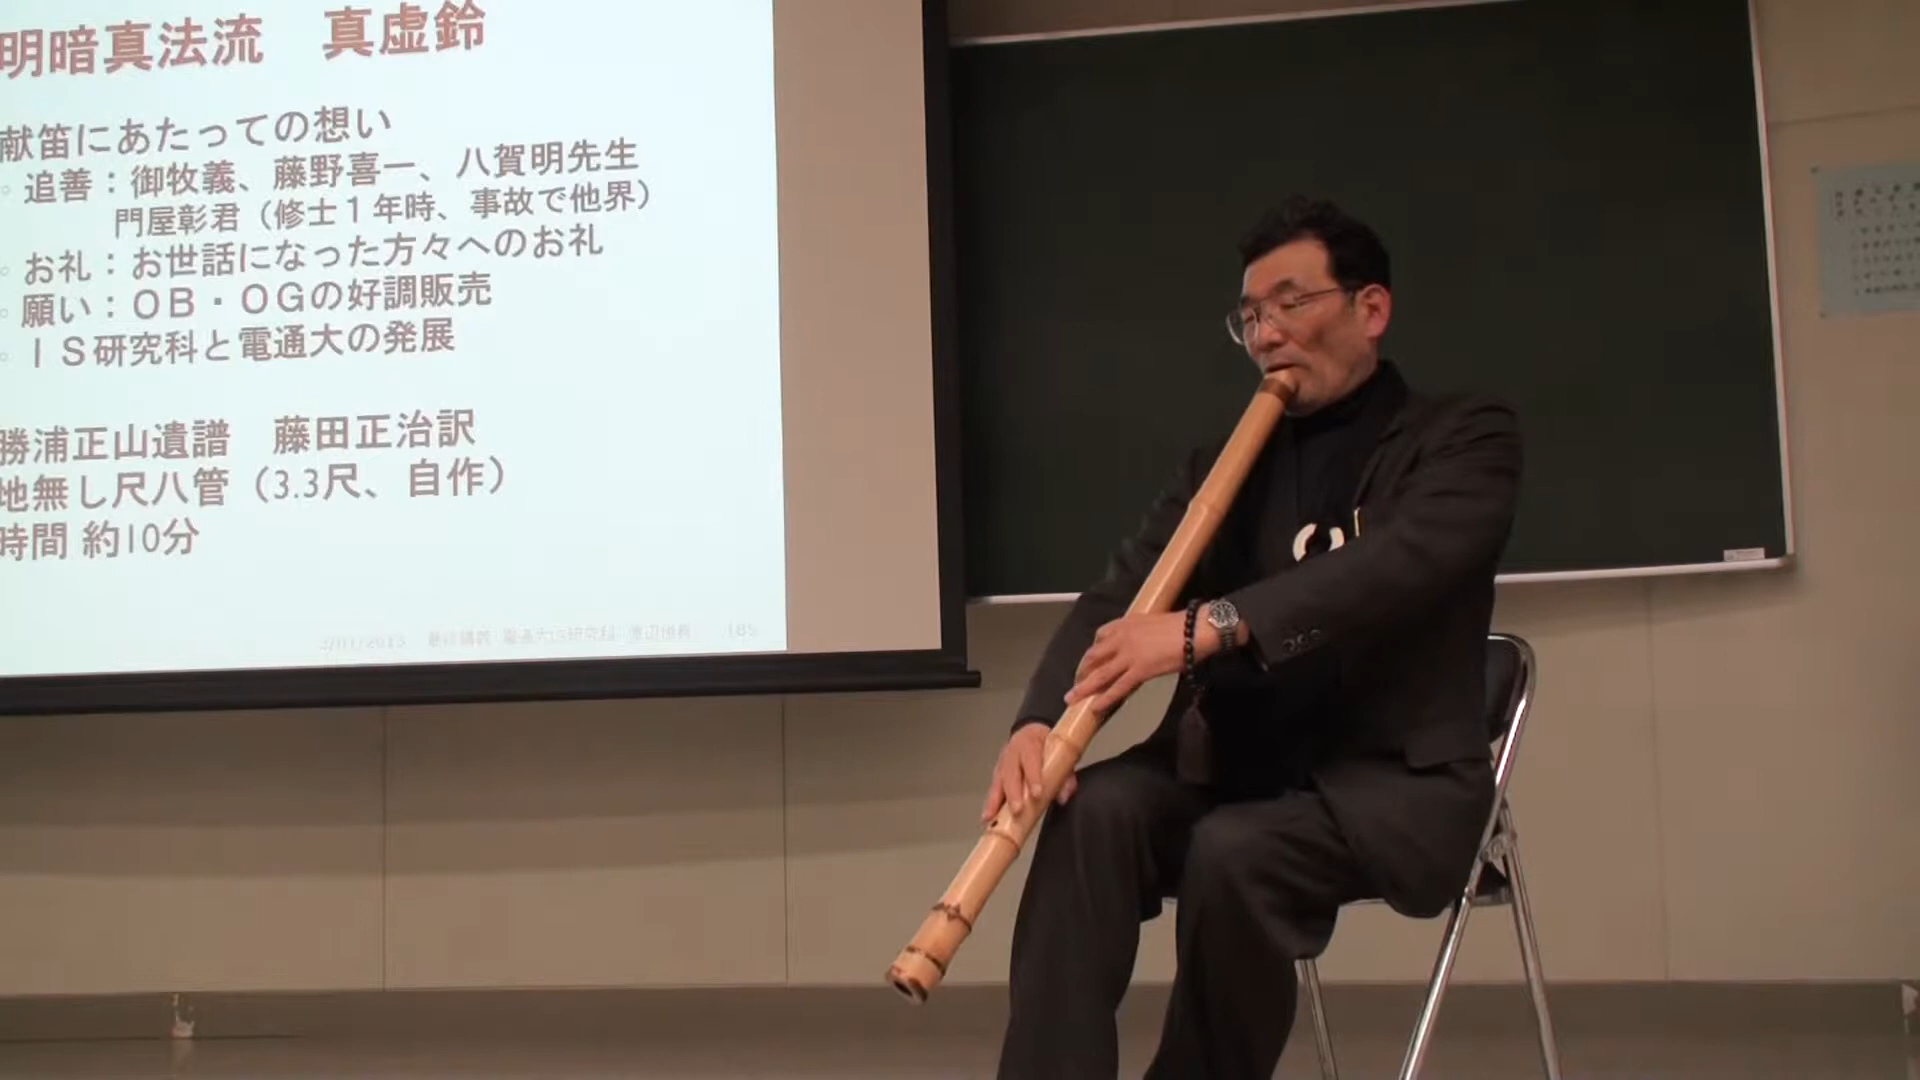 明暗真法流　真虚鈴
献笛にあたっての想い
追善：御牧義、藤野喜一、八賀明先生
門屋彰君（修士１年時、事故で他界）
お礼：お世話になった方々へのお礼
願い：ＯＢ・ＯＧの好調販売
ＩＳ研究科と電通大の発展
勝浦正山遺譜　藤田正治訳
地無し尺八管（3.3尺、自作）
時間 約10分
185